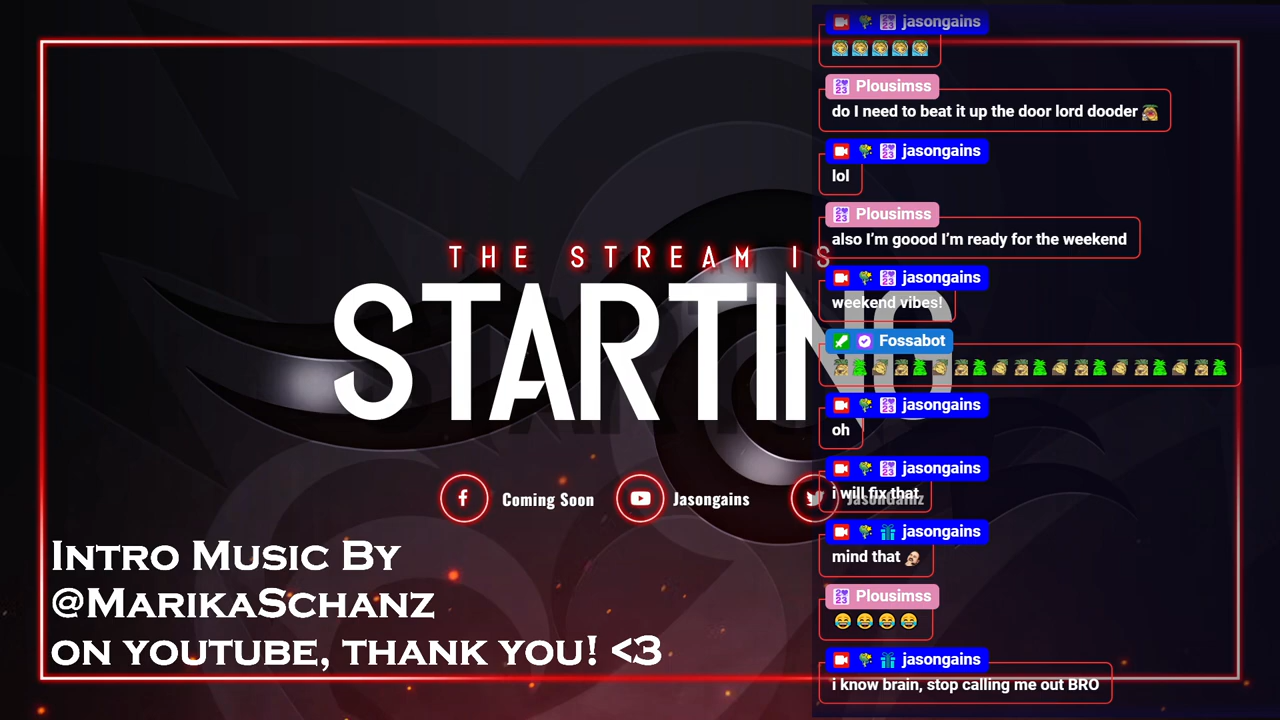 THE STREAM IS
STARTING
Coming Soon
Jasongains
JasonGainz
INTRO MUSIC BY
@MARIKASCHANZ
ON YOUTUBE, THANK YOU! <3
jasongains
Plousimss
do I need to beat it up the door lord dooder
jasongains
lol
Plousimss
also I'm goood I'm ready for the weekend
jasongains
weekend vibes!
Fossabot
jasongains
oh
jasongains
i will fix that
jasongains
mind that
Plousimss
😂 😂 😂 😂
jasongains
i know brain, stop calling me out BRO